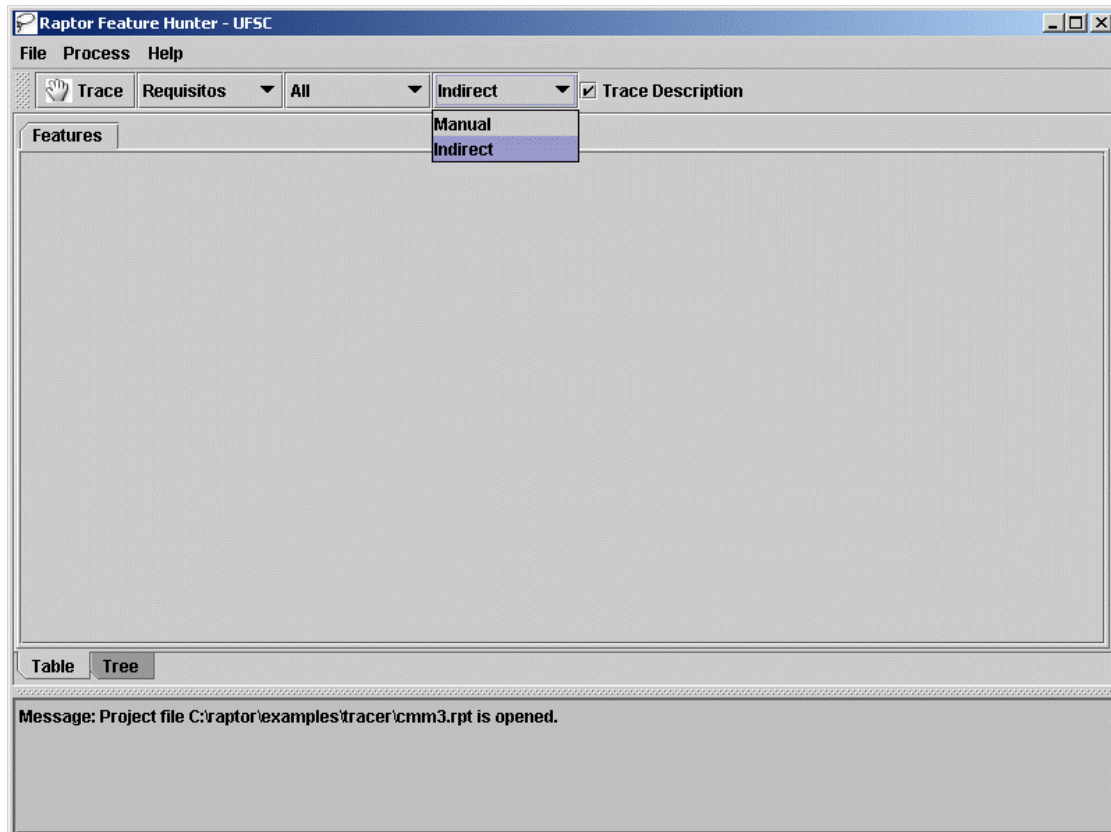 Raptor Feature Hunter - UFSC
File Process Help
Trace Requisitos All Indirect Trace Description
Manual
Features
Indirect
Table Tree
Message: Project file C:\raptor\examples\tracer\cmm3.rpt is opened.